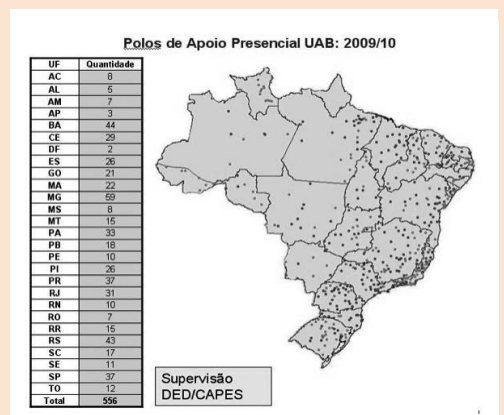 Polos de Apoio Presencial UAB: 2009/10
UF Quantidade
AC 8
AL 5
AM 7
AP 3
BA 44
CE 29
DF 2
ES 26
GO 21
MA 22
MG 59
MS 8
MT 15
PA 33
PB 18
PE 10
PI 26
PR 37
RJ 31
RN 10
RO 7
RR 15
RS 43
SC 17
SE 11
SP 37
TO 12
Total 556
Supervisão
DED/CAPES